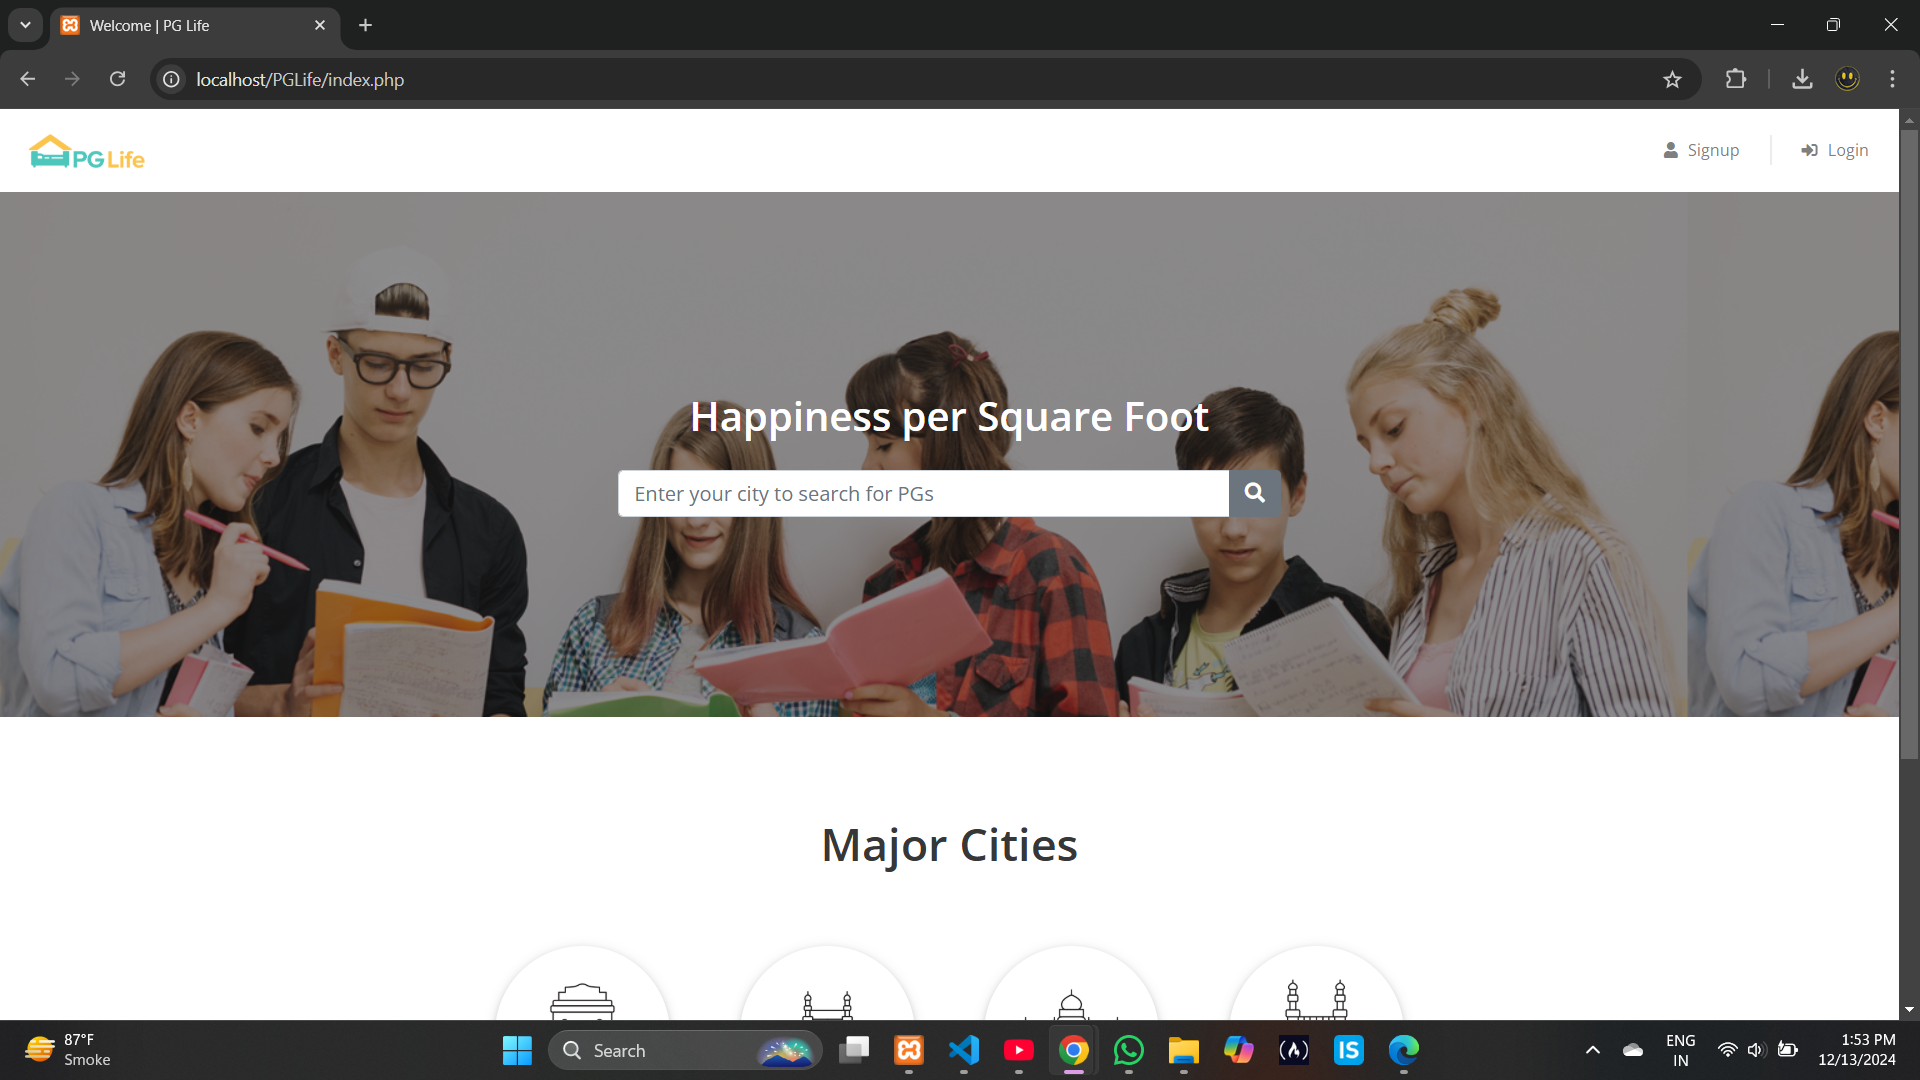 Welcome | PG Life
localhost/PGLife/index.php
PG Life
Signup
Login
Happiness per Square Foot
Enter your city to search for PGs
Major Cities
87°F
Smoke
Search
IS
ENG
IN
1:53 PM
12/13/2024